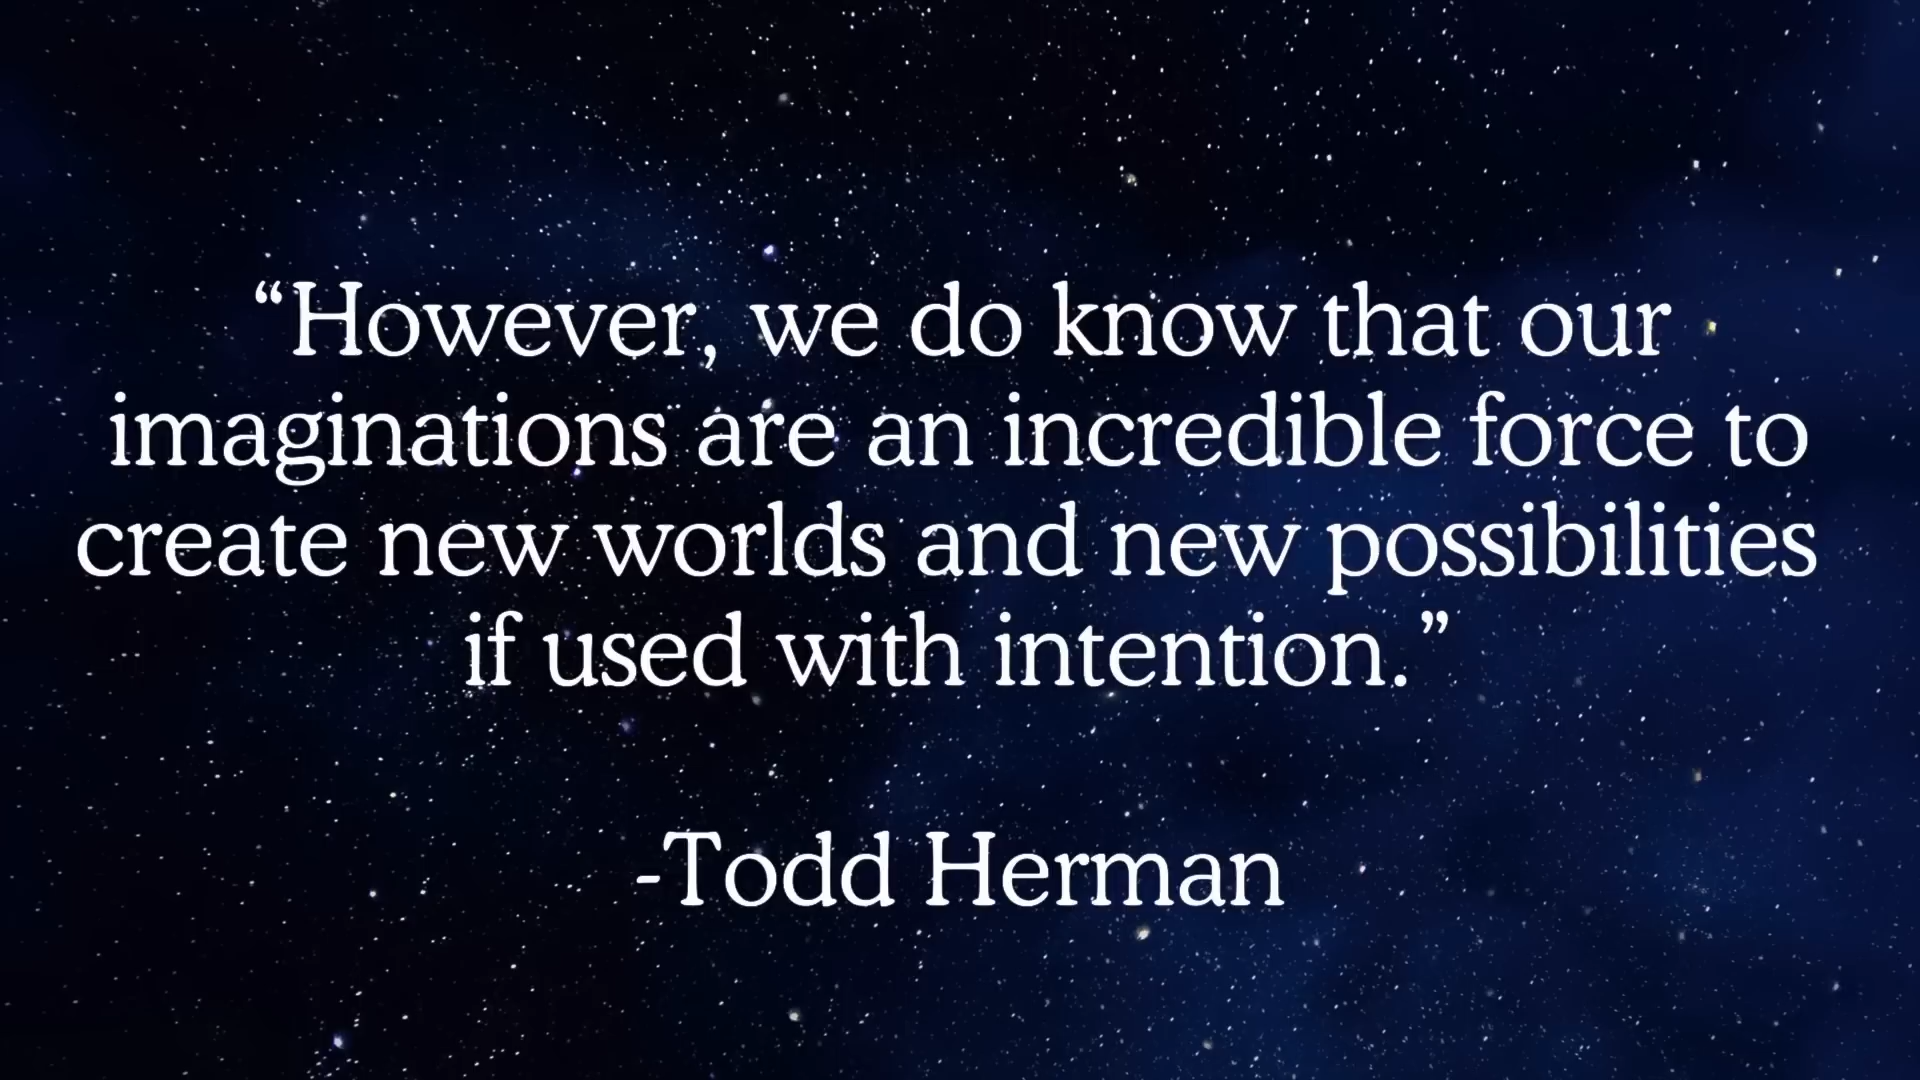 “However, we do know that our
imaginations are an incredible force to
create new worlds and new possibilities
if used with intention.”
-Todd Herman